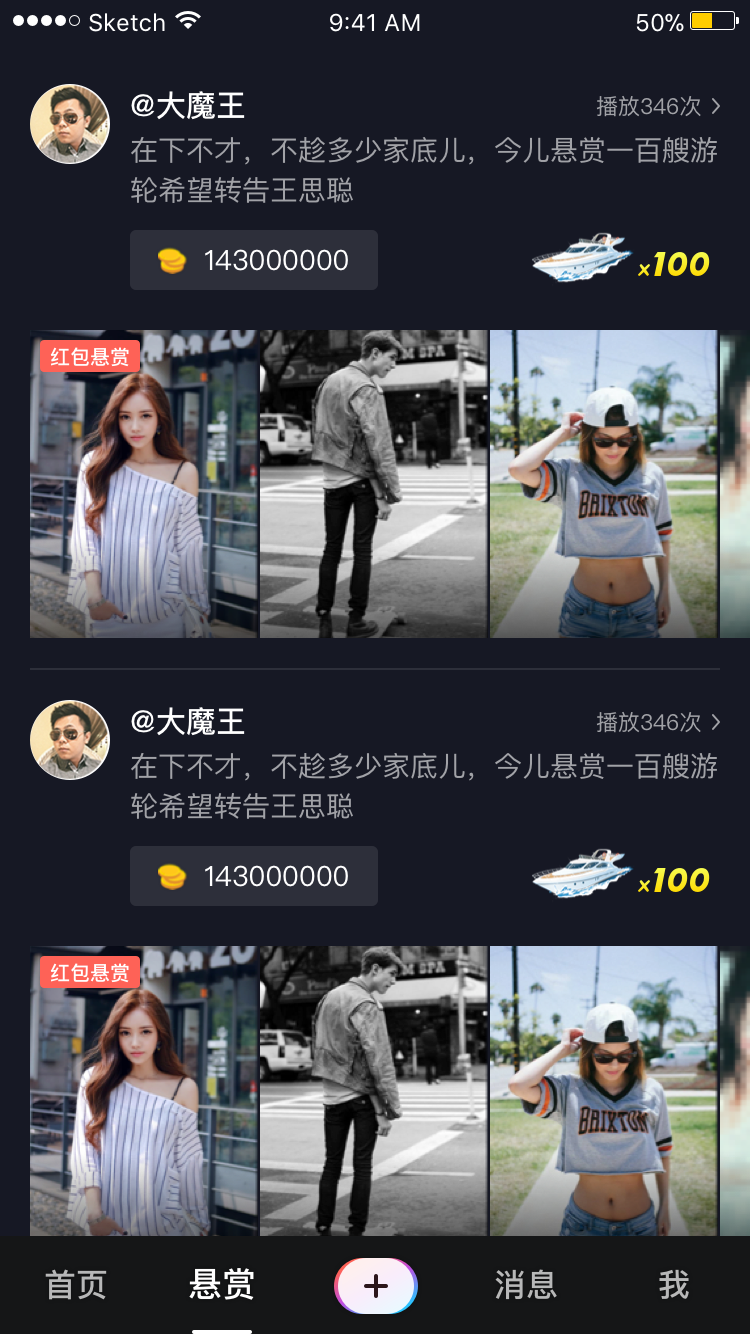 Sketch 9:41 AM 50%
@大魔王 播放346次
在下不才，不趁多少家底儿，今儿悬赏一百艘游
轮希望转告王思聪
143000000 x100
红包悬赏
BRIXTON
@大魔王 播放346次
在下不才，不趁多少家底儿，今儿悬赏一百艘游
轮希望转告王思聪
143000000 x100
红包悬赏
BRIXTON
首页 悬赏 + 消息 我